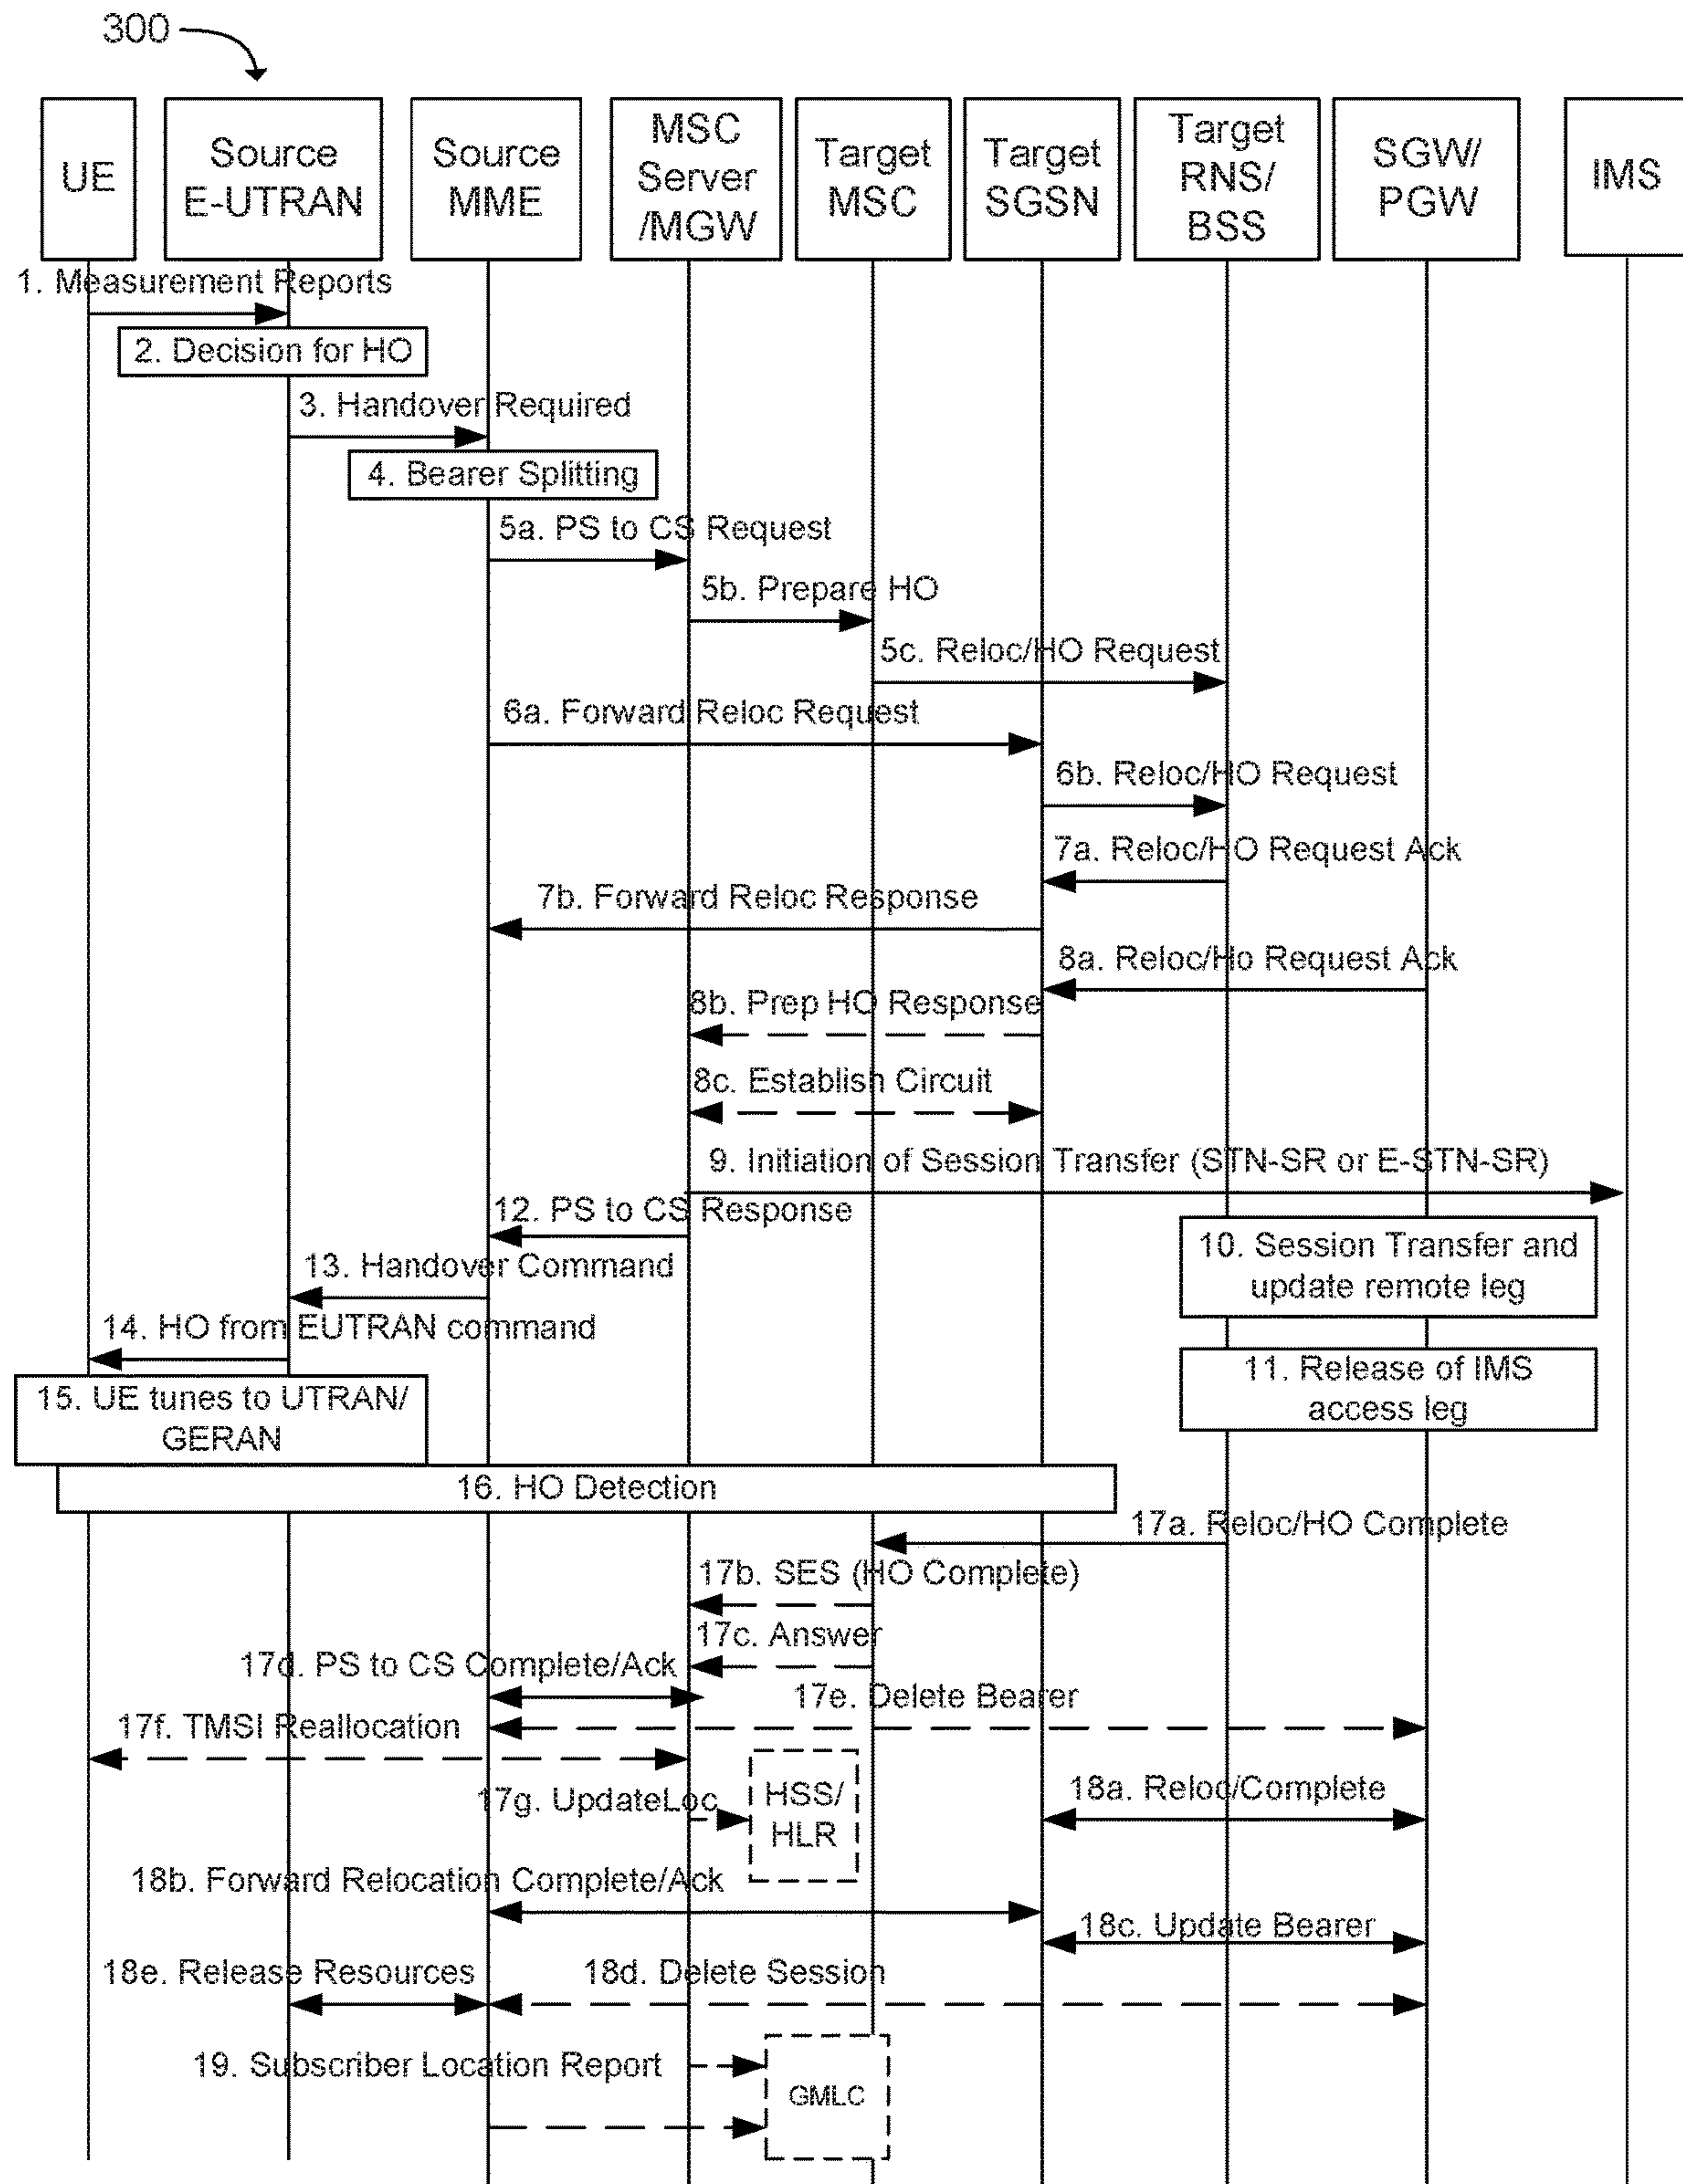 300
UE
Source
E-UTRAN
Source
MME
MSC
Server
/MGW
Target
MSC
Target
SGSN
Target
RNS/
BSS
SGW/
PGW
IMS
1. Measurement Reports
2. Decision for HO
3. Handover Required
4. Bearer Splitting
5a. PS to CS Request
5b. Prepare HO
5c. Reloc/HO Request
6a. Forward Reloc Request
6b. Reloc/HO Request
7a. Reloc/HO Request Ack
7b. Forward Reloc Response
8a. Reloc/Ho Request Ack
8b. Prep HO Response
8c. Establish Circuit
9. Initiation of Session Transfer (STN-SR or E-STN-SR)
12. PS to CS Response
10. Session Transfer and
update remote leg
13. Handover Command
14. HO from EUTRAN command
11. Release of IMS
access leg
15. UE tunes to UTRAN/
GERAN
16. HO Detection
17a. Reloc/HO Complete
17b. SES (HO Complete)
17c. Answer
17d. PS to CS Complete/Ack
17e. Delete Bearer
17f. TMSI Reallocation
17g. UpdateLoc
HSS/
HLR
18a. Reloc/Complete
18b. Forward Relocation Complete/Ack
18c. Update Bearer
18e. Release Resources
18d. Delete Session
19. Subscriber Location Report
GMLC